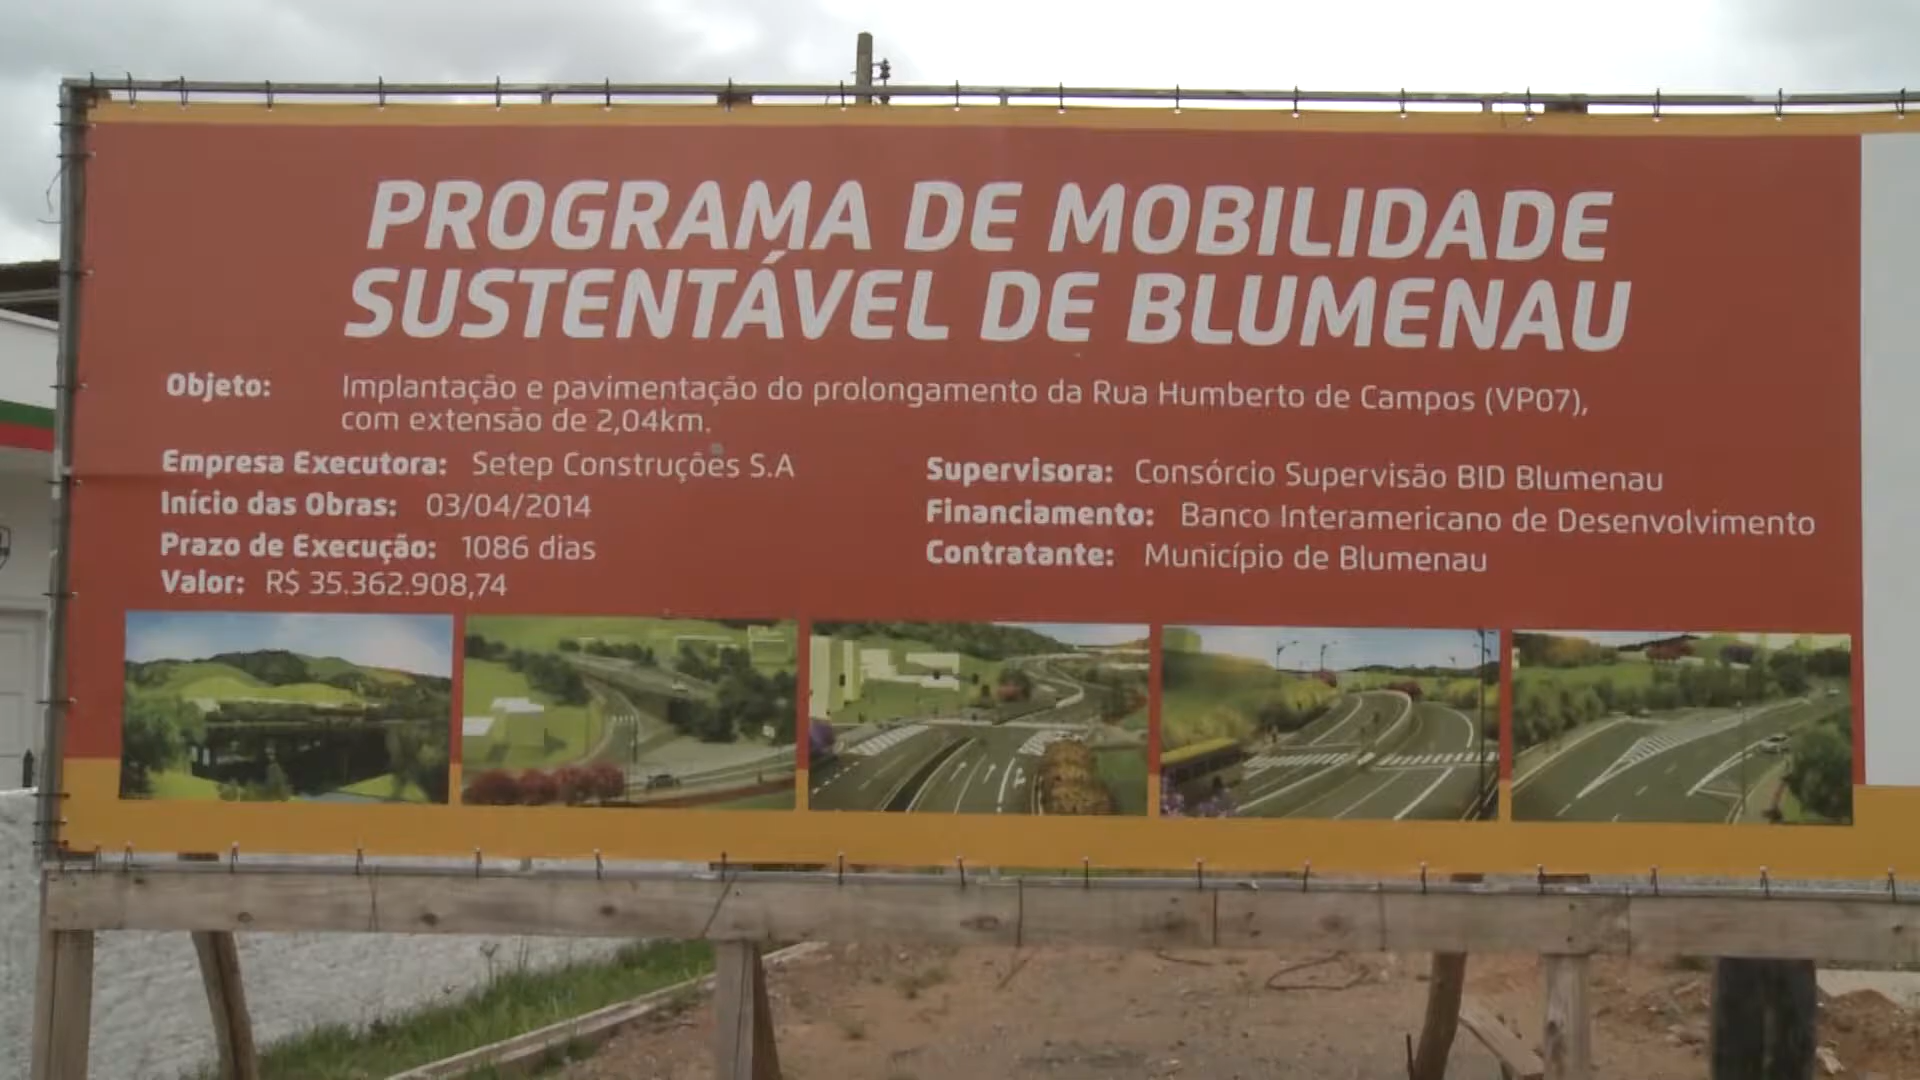 PROGRAMA DE MOBILIDADE
SUSTENTÁVEL DE BLUMENAU
Objeto: Implantação e pavimentação do prolongamento da Rua Humberto de Campos (VP07),
com extensão de 2,04km.
Empresa Executora: Setep Construções S.A
Início das Obras: 03/04/2014
Prazo de Execução: 1086 dias
Valor: R$ 35.362.908,74
Supervisora: Consórcio Supervisão BID Blumenau
Financiamento: Banco Interamericano de Desenvolvimento
Contratante: Município de Blumenau